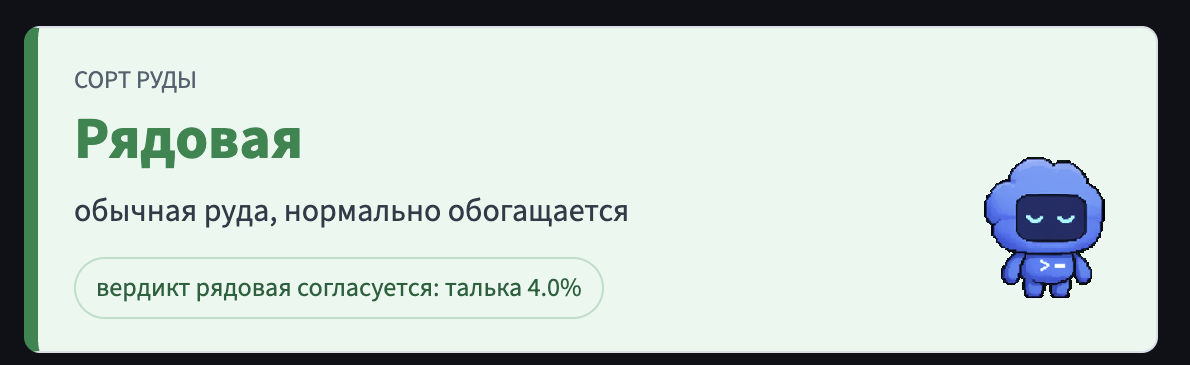 СОРТ РУДЫ
Рядовая
обычная руда, нормально обогащается
вердикт рядовая согласуется: талька 4.0%
>-